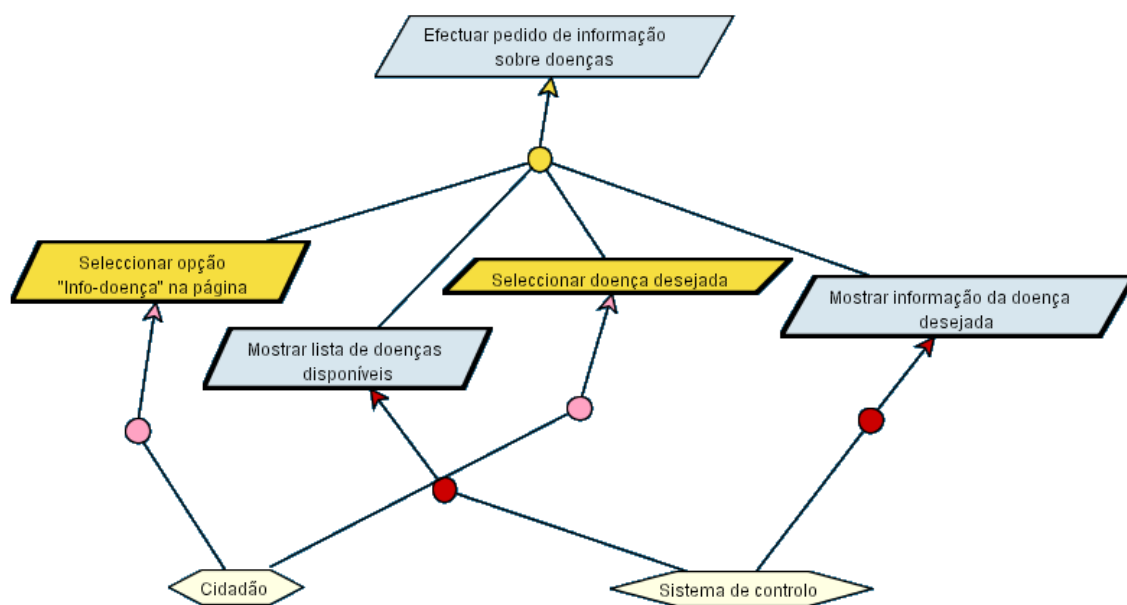 Efectuar pedido de informação
sobre doenças
Seleccionar opção
"Info-doença" na página
Seleccionar doença desejada
Mostrar informação da doença
desejada
Mostrar lista de doenças
disponíveis
Cidadão
Sistema de controlo